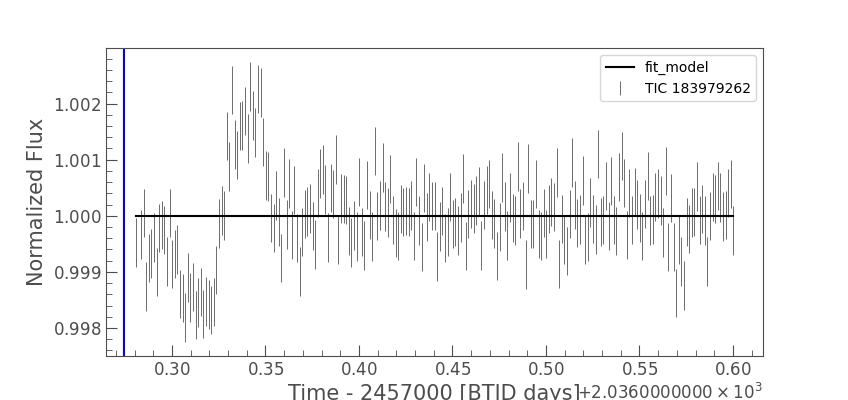 fit_model
TIC 183979262
Normalized Flux
1.002
1.001
1.000
0.999
0.998
0.30 0.35 0.40 0.45 0.50 0.55 0.60
Time - 2457000 [BTJD days]
+2.0360000000 × 10³